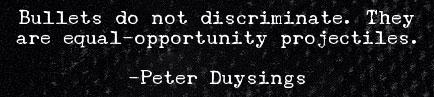 Bullets do not discriminate. They
are equal-opportunity projectiles.
-Peter Duysings